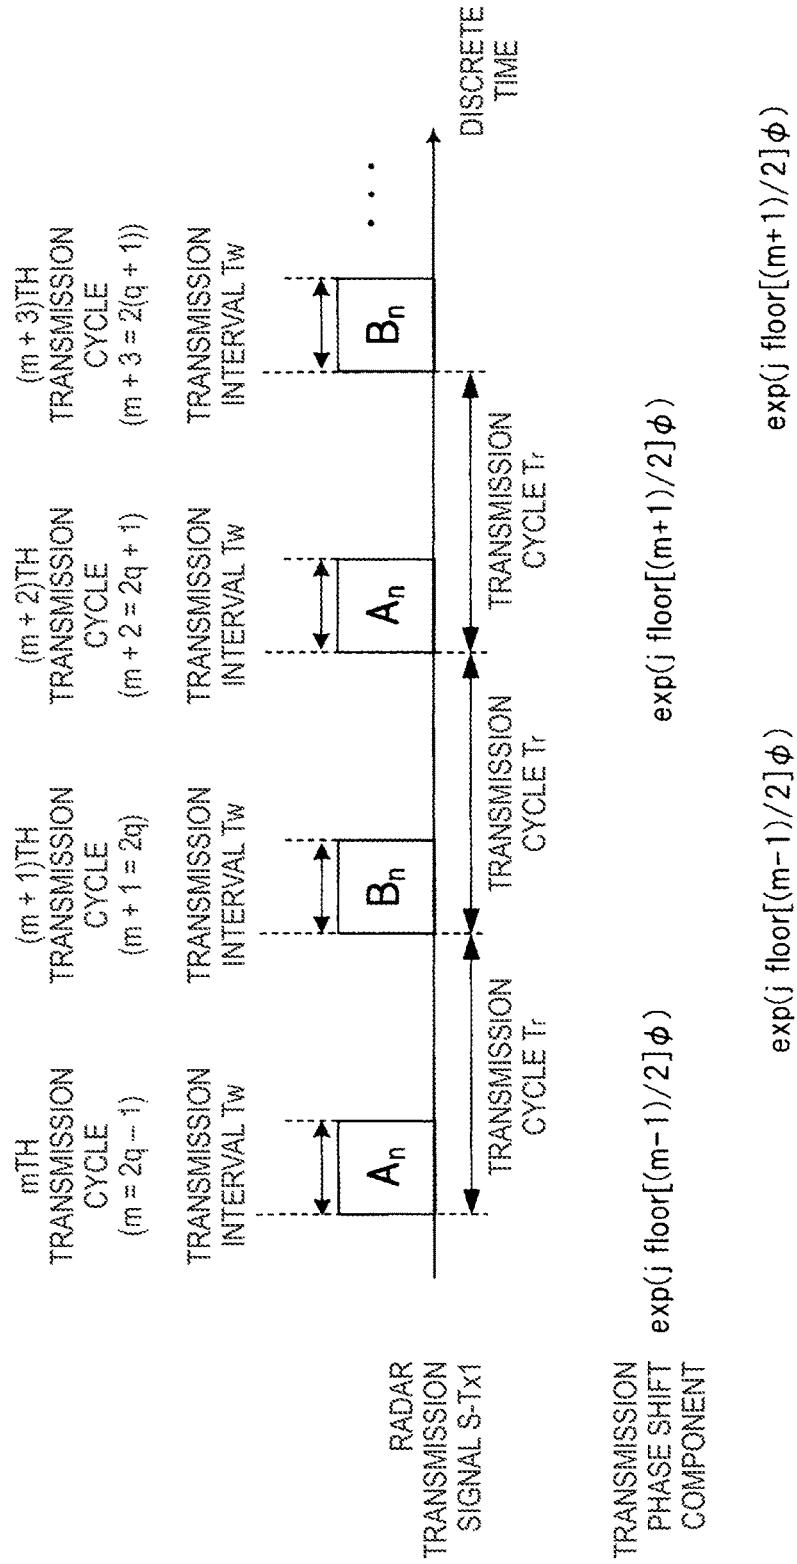 mTH
TRANSMISSION
CYCLE
(m = 2q – 1)
(m + 1)TH
TRANSMISSION
CYCLE
(m + 1 = 2q)
(m + 2)TH
TRANSMISSION
CYCLE
(m + 2 = 2q + 1)
(m + 3)TH
TRANSMISSION
CYCLE
(m + 3 = 2(q + 1))
TRANSMISSION
INTERVAL Tw
TRANSMISSION
INTERVAL Tw
TRANSMISSION
INTERVAL Tw
TRANSMISSION
INTERVAL Tw
RADAR
TRANSMISSION
SIGNAL S-Tx1
An
Bn
An
Bn
. . .
DISCRETE
TIME
TRANSMISSION
CYCLE Tr
TRANSMISSION
CYCLE Tr
TRANSMISSION
CYCLE Tr
TRANSMISSION
PHASE SHIFT
COMPONENT
exp(j floor[(m−1)/2]ϕ)
exp(j floor[(m+1)/2]ϕ)
exp(j floor[(m−1)/2]ϕ)
exp(j floor[(m+1)/2]ϕ)